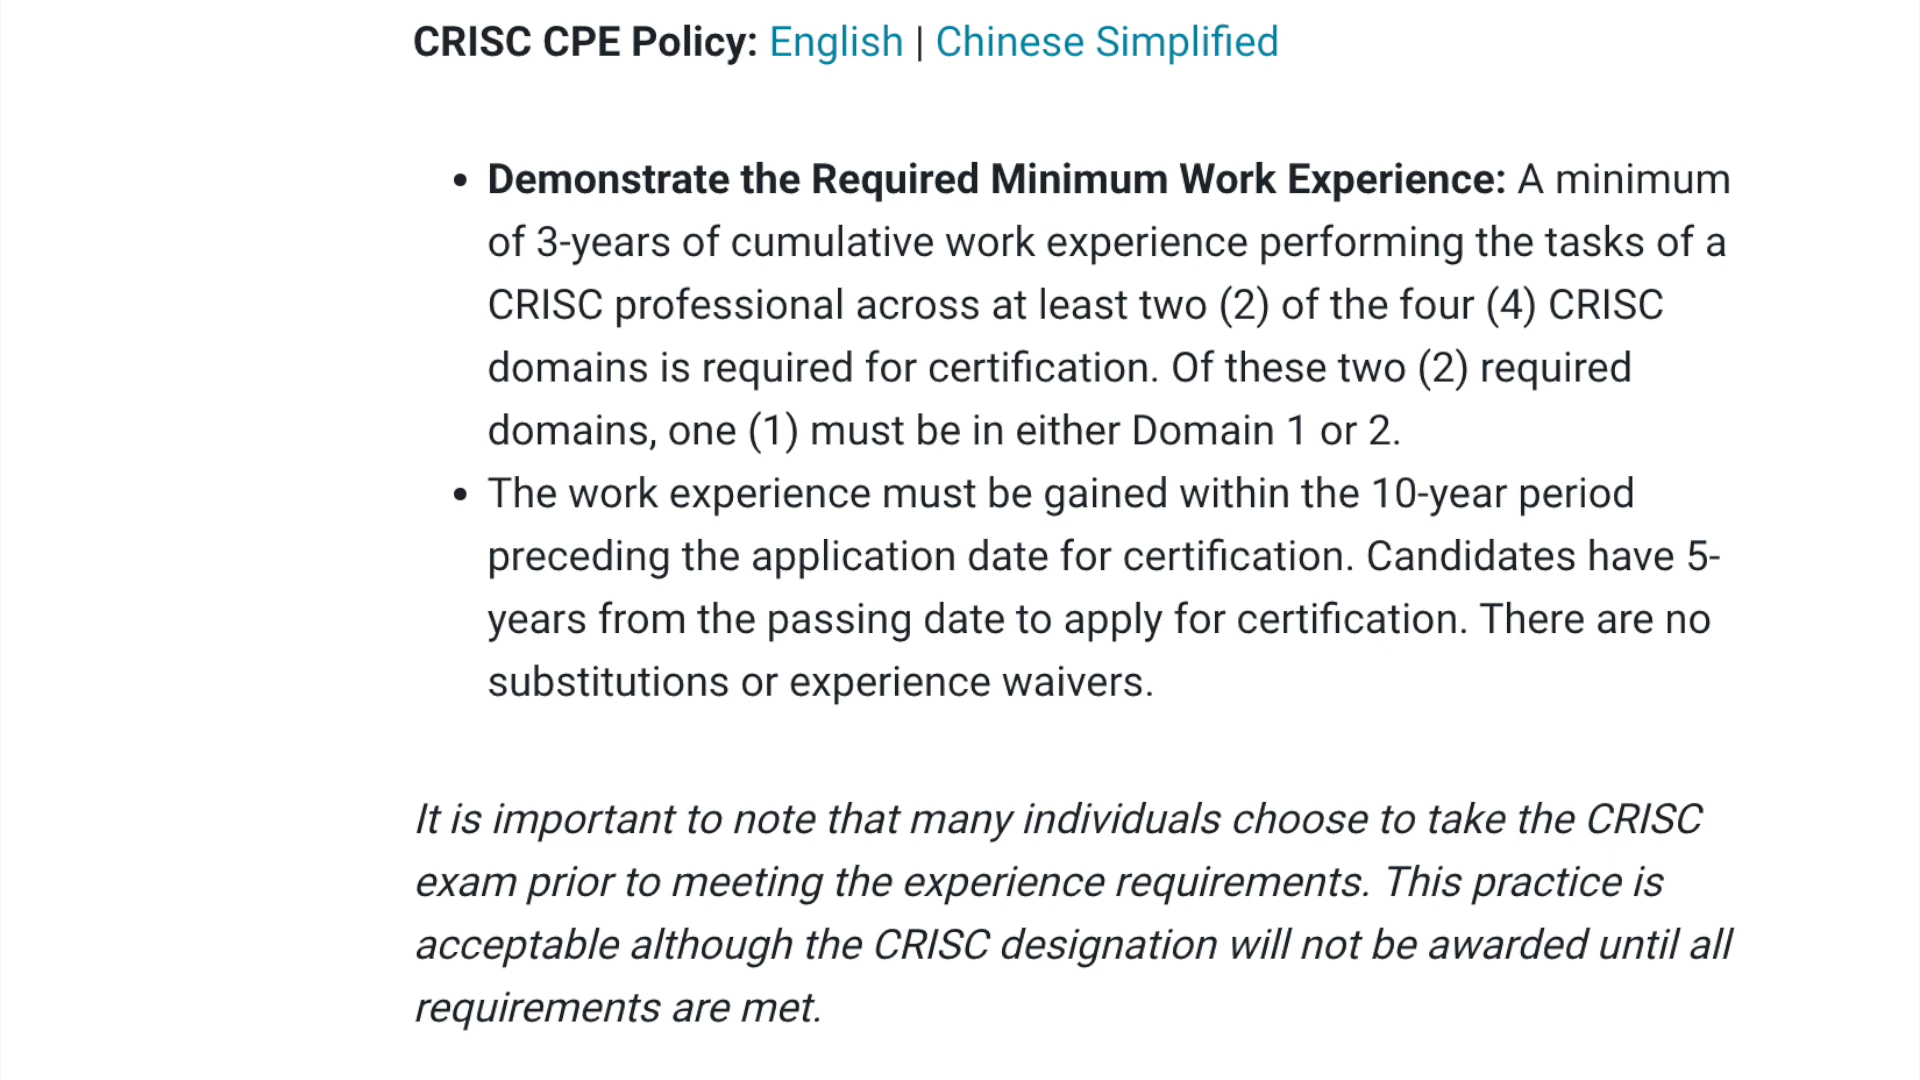 CRISC CPE Policy: English | Chinese Simplified
• Demonstrate the Required Minimum Work Experience: A minimum
of 3-years of cumulative work experience performing the tasks of a
CRISC professional across at least two (2) of the four (4) CRISC
domains is required for certification. Of these two (2) required
domains, one (1) must be in either Domain 1 or 2.
• The work experience must be gained within the 10-year period
preceding the application date for certification. Candidates have 5-
years from the passing date to apply for certification. There are no
substitutions or experience waivers.
It is important to note that many individuals choose to take the CRISC
exam prior to meeting the experience requirements. This practice is
acceptable although the CRISC designation will not be awarded until all
requirements are met.